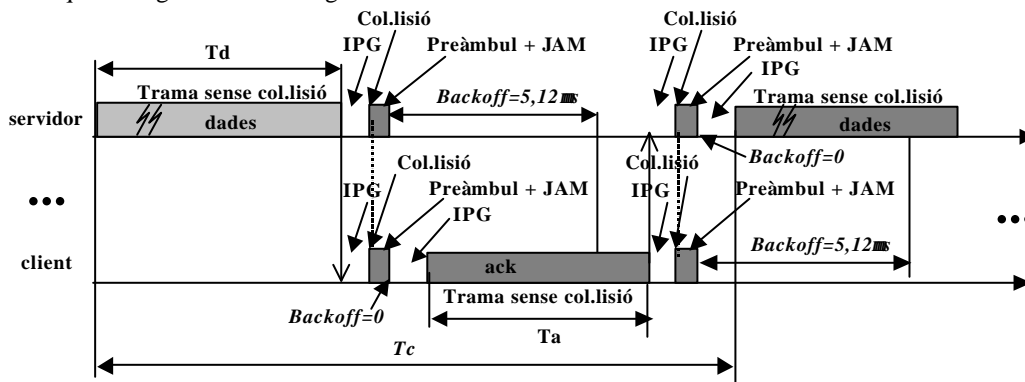 Col.lisió
IPG
Preàmbul + JAM
Td
Trama sense col.lisió
Backoff=5,12
servidor
dades
Col.lisió
IPG
Preàmbul + JAM
IPG
Trama sense col.lisió
dades
Backoff=0
Col.lisió
IPG
Preàmbul + JAM
IPG
Col.lisió
IPG
Preàmbul + JAM
•••
•••
client
ack
Backoff=5,12
Backoff=0
Trama sense col.lisió
Ta
Tc